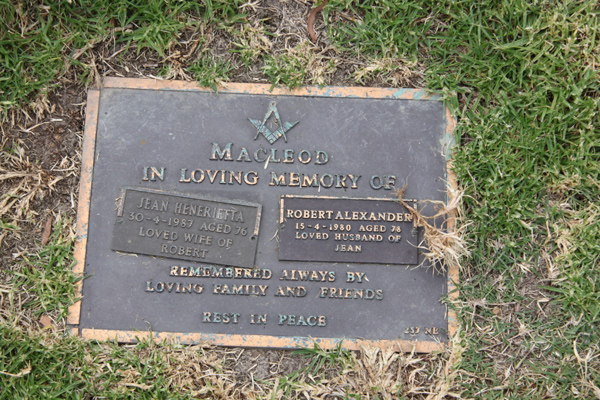 MACLEOD
IN LOVING MEMORY OF
JEAN HENERIETTA
30-4-1987 AGED 76
LOVED WIFE OF
ROBERT
ROBERT ALEXANDER
15-4-1980 AGED 78
LOVED HUSBAND OF
JEAN
REMEMBERED ALWAYS BY
LOVING FAMILY AND FRIENDS
REST IN PEACE
237 NE